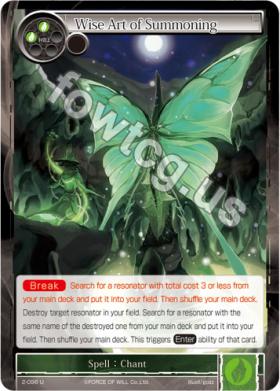 Wise Art of Summoning
WILL
fowtcg.us
Break Search for a resonator with total cost 3 or less from
your main deck and put it into your field. Then shuffle your main deck.
Destroy target resonator in your field. Search for a resonator with the
same name of the destroyed one from your main deck and put it into your
field. Then shuffle your main deck. This triggers Enter ability of that card.
Spell : Chant
2-096 U
©FORCE OF WILL Co.,Ltd.